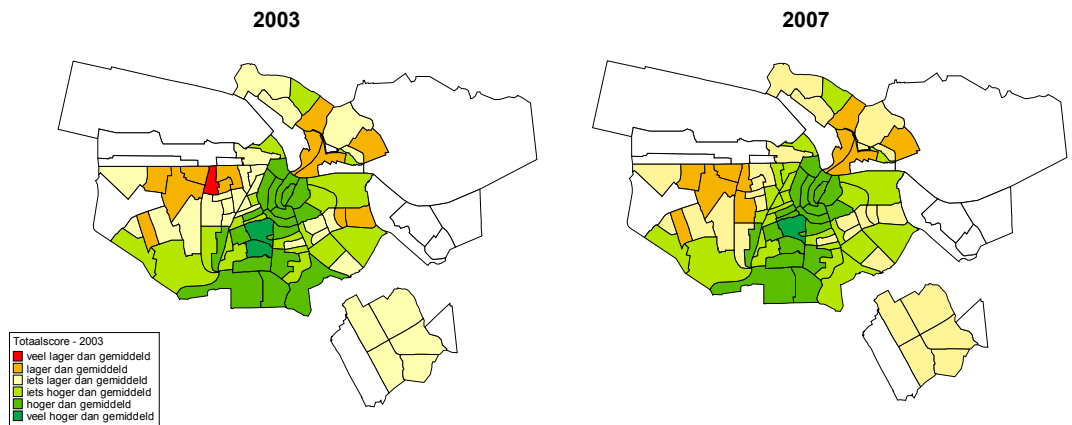 2003
2007
Totaalscore - 2003
veel lager dan gemiddeld
lager dan gemiddeld
iets lager dan gemiddeld
iets hoger dan gemiddeld
hoger dan gemiddeld
veel hoger dan gemiddeld